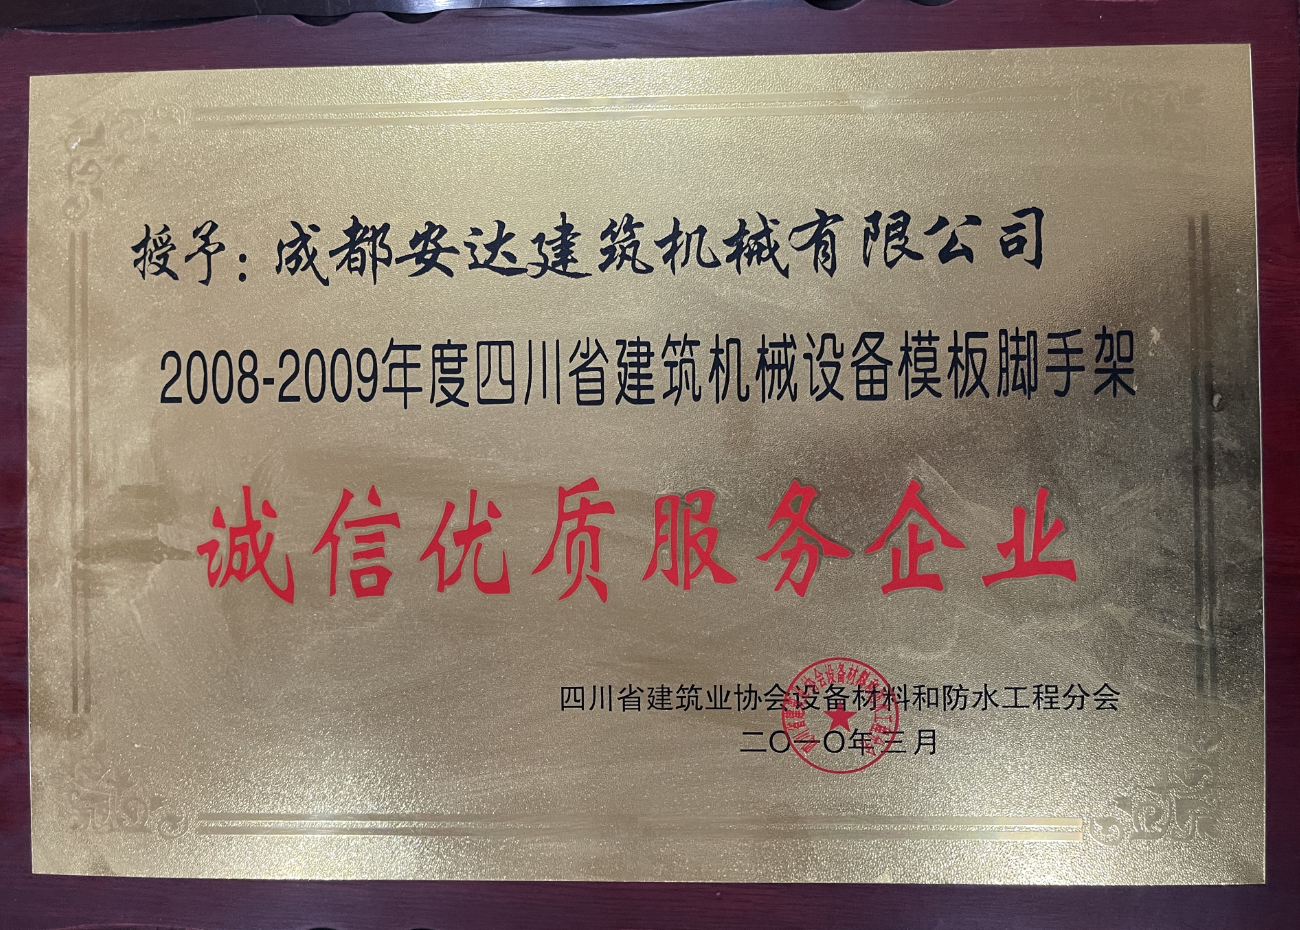 授予：成都安达建筑机械有限公司
2008-2009年度四川省建筑机械设备模板脚手架
诚信优质服务企业
四川省建筑业协会设备材料和防水工程分会
二〇一〇年三月